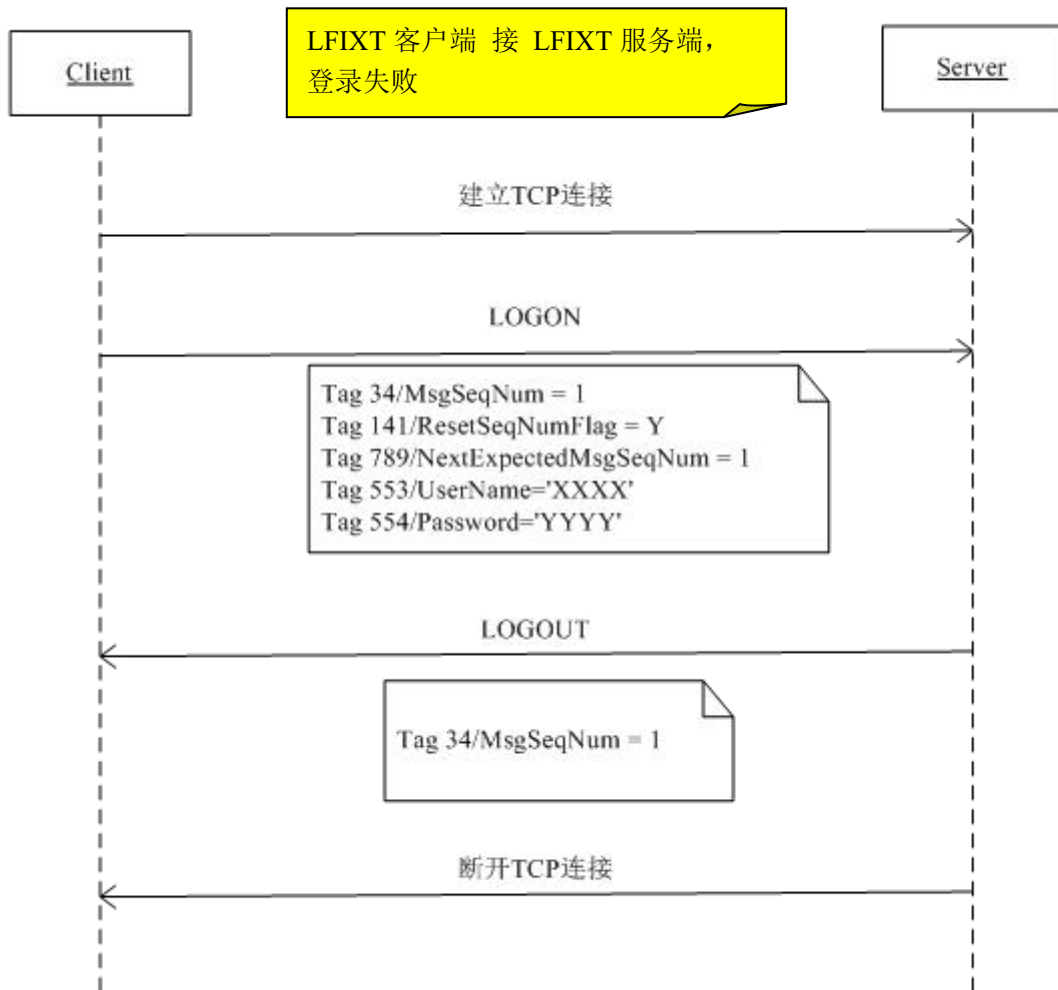 LFIXT 客户端 接 LFIXT 服务端，
登录失败
Client
Server
建立TCP连接
LOGON
Tag 34/MsgSeqNum = 1
Tag 141/ResetSeqNumFlag = Y
Tag 789/NextExpectedMsgSeqNum = 1
Tag 553/UserName='XXXX'
Tag 554/Password='YYYY'
LOGOUT
Tag 34/MsgSeqNum = 1
断开TCP连接